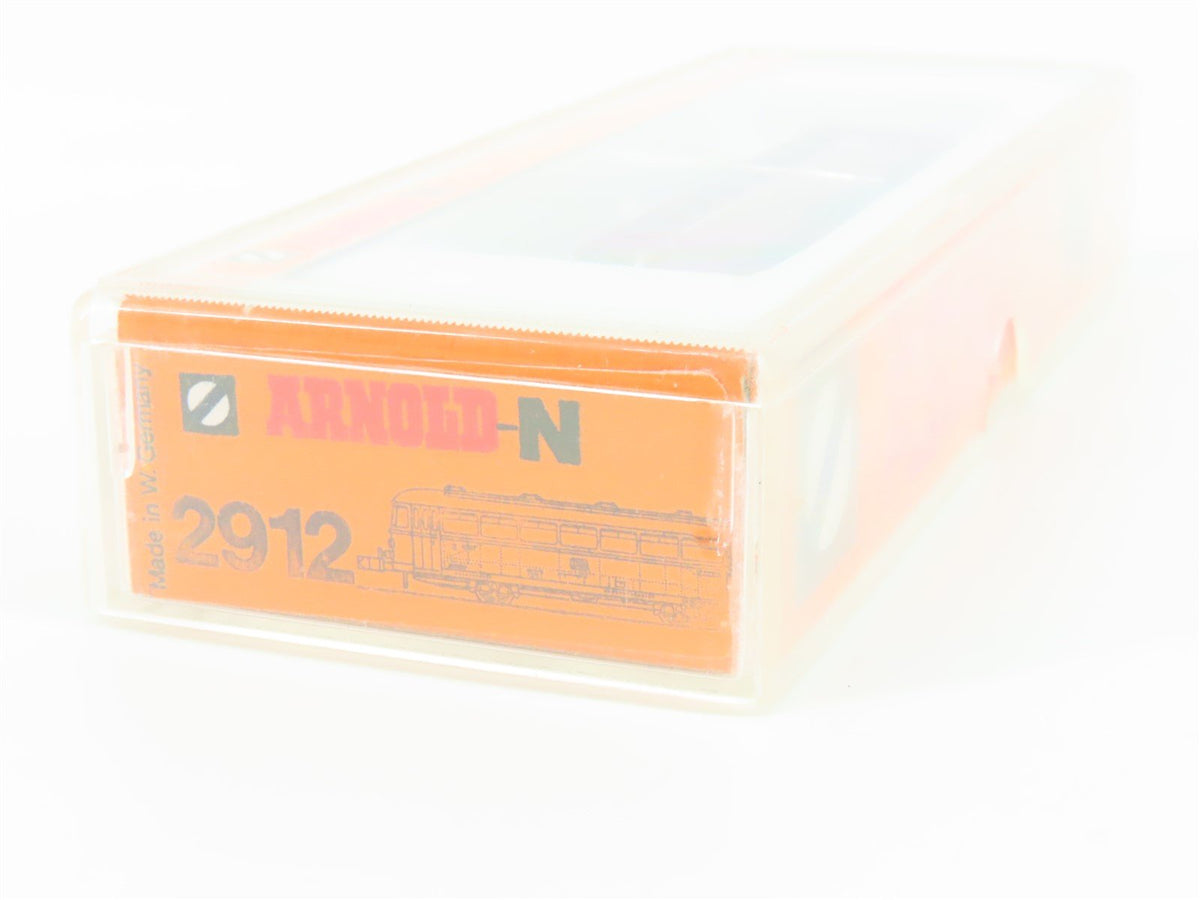 ARNOLD-N
2912
Made in W. Germany